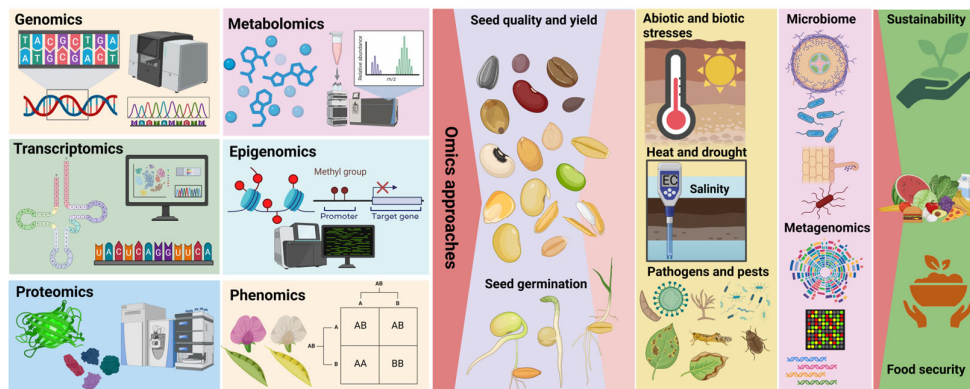 Genomics
TACGCTGA
ATGCGACT
Metabolomics
Relative abundance
m/z
Transcriptomics
UACUCAGGUUCA
Epigenomics
Methyl group
Promoter
Target gene
Proteomics
Phenomics
AB
A B
A
AB AB
AB
B
AA BB
Omics approaches
Seed quality and yield
Seed germination
Abiotic and biotic
stresses
Heat and drought
EC
Salinity
Pathogens and pests
Microbiome
Metagenomics
Sustainability
Food security